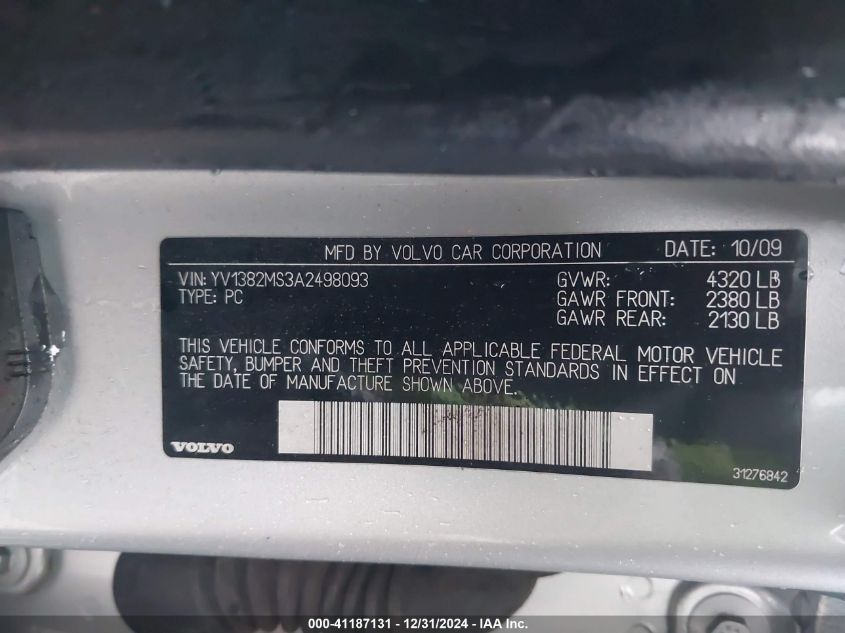 MFD BY VOLVO CAR CORPORATION DATE: 10/09
VIN: YV1382MS3A2498093 GVWR: 4320 LB
TYPE: PC GAWR FRONT: 2380 LB
GAWR REAR: 2130 LB
THIS VEHICLE CONFORMS TO ALL APPLICABLE FEDERAL MOTOR VEHICLE
SAFETY, BUMPER AND THEFT PREVENTION STANDARDS IN EFFECT ON
THE DATE OF MANUFACTURE SHOWN ABOVE.
VOLVO
31276842
000-41187131 - 12/31/2024 - IAA Inc.